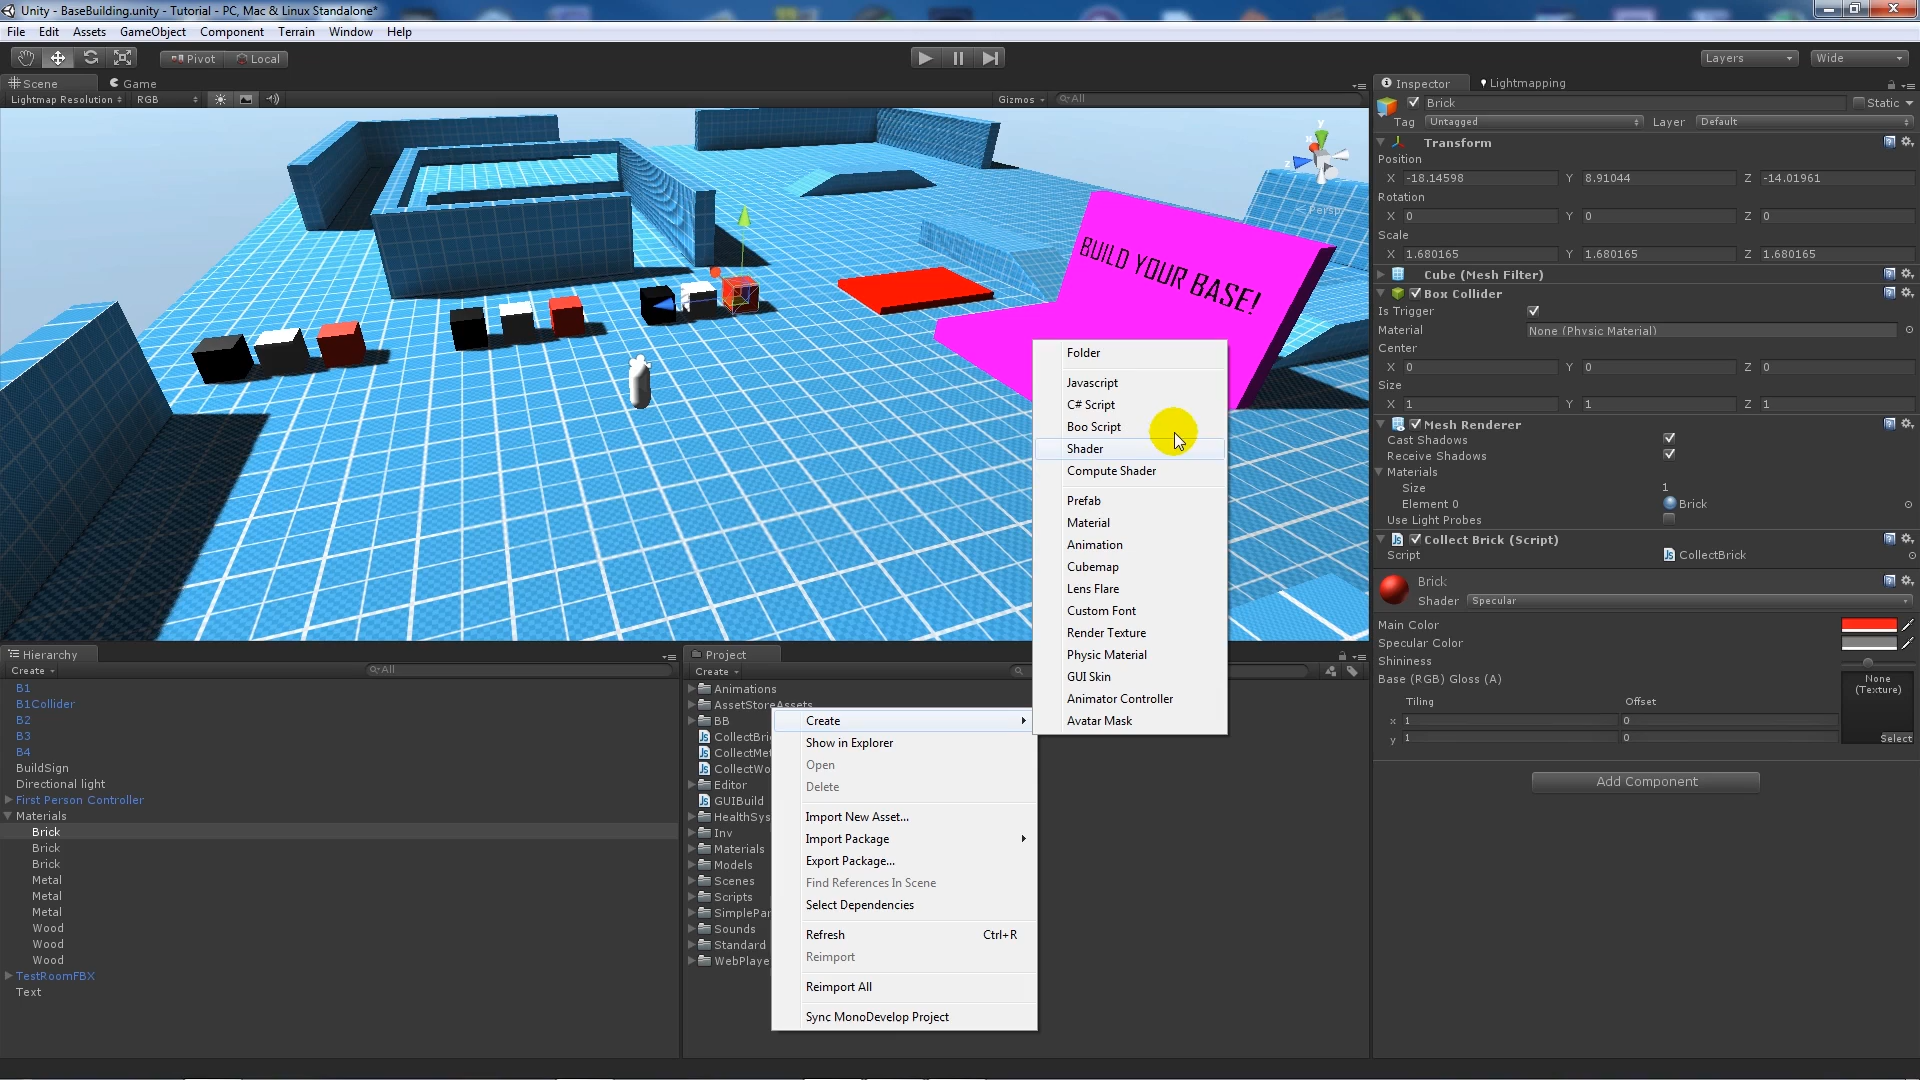 Unity - BaseBuilding.unity - Tutorial - PC, Mac & Linux Standalone*
File Edit Assets GameObject Component Terrain Window Help
Pivot Local Layers Wide
Scene Game
Lightmap Resolution RGB Gizmos All
y
x
z
Persp
BUILD YOUR BASE!
Folder
Javascript
C# Script
Boo Script
Shader
Compute Shader
Prefab
Material
Animation
Cubemap
Lens Flare
Custom Font
Render Texture
Physic Material
GUI Skin
Animator Controller
Avatar Mask
Hierarchy
Create All
B1
B1Collider
B2
B3
B4
BuildSign
Directional light
First Person Controller
Materials
Brick
Brick
Brick
Metal
Metal
Metal
Wood
Wood
Wood
TestRoomFBX
Text
Project
Create
Animations
AssetStoreAssets
BB
CollectBri
CollectMet
CollectWo
Editor
GUIBuild
HealthSys
Inv
Materials
Models
Scenes
Scripts
SimplePar
Sounds
Standard
WebPlaye
Create
Show in Explorer
Open
Delete
Import New Asset...
Import Package
Export Package...
Find References In Scene
Select Dependencies
Refresh Ctrl+R
Reimport
Reimport All
Sync MonoDevelop Project
Inspector Lightmapping
Brick Static
Tag Untagged Layer Default
Transform
Position
X -18.14598 Y 8.91044 Z -14.01961
Rotation
X 0 Y 0 Z 0
Scale
X 1.680165 Y 1.680165 Z 1.680165
Cube (Mesh Filter)
Box Collider
Is Trigger
Material None (Physic Material)
Center
X 0 Y 0 Z 0
Size
X 1 Y 1 Z 1
Mesh Renderer
Cast Shadows
Receive Shadows
Materials
Size 1
Element 0 Brick
Use Light Probes
Collect Brick (Script)
Script CollectBrick
Brick
Shader Specular
Main Color
Specular Color
Shininess
Base (RGB) Gloss (A) None
(Texture)
Tiling Offset
x 1 0
y 1 0 Select
Add Component